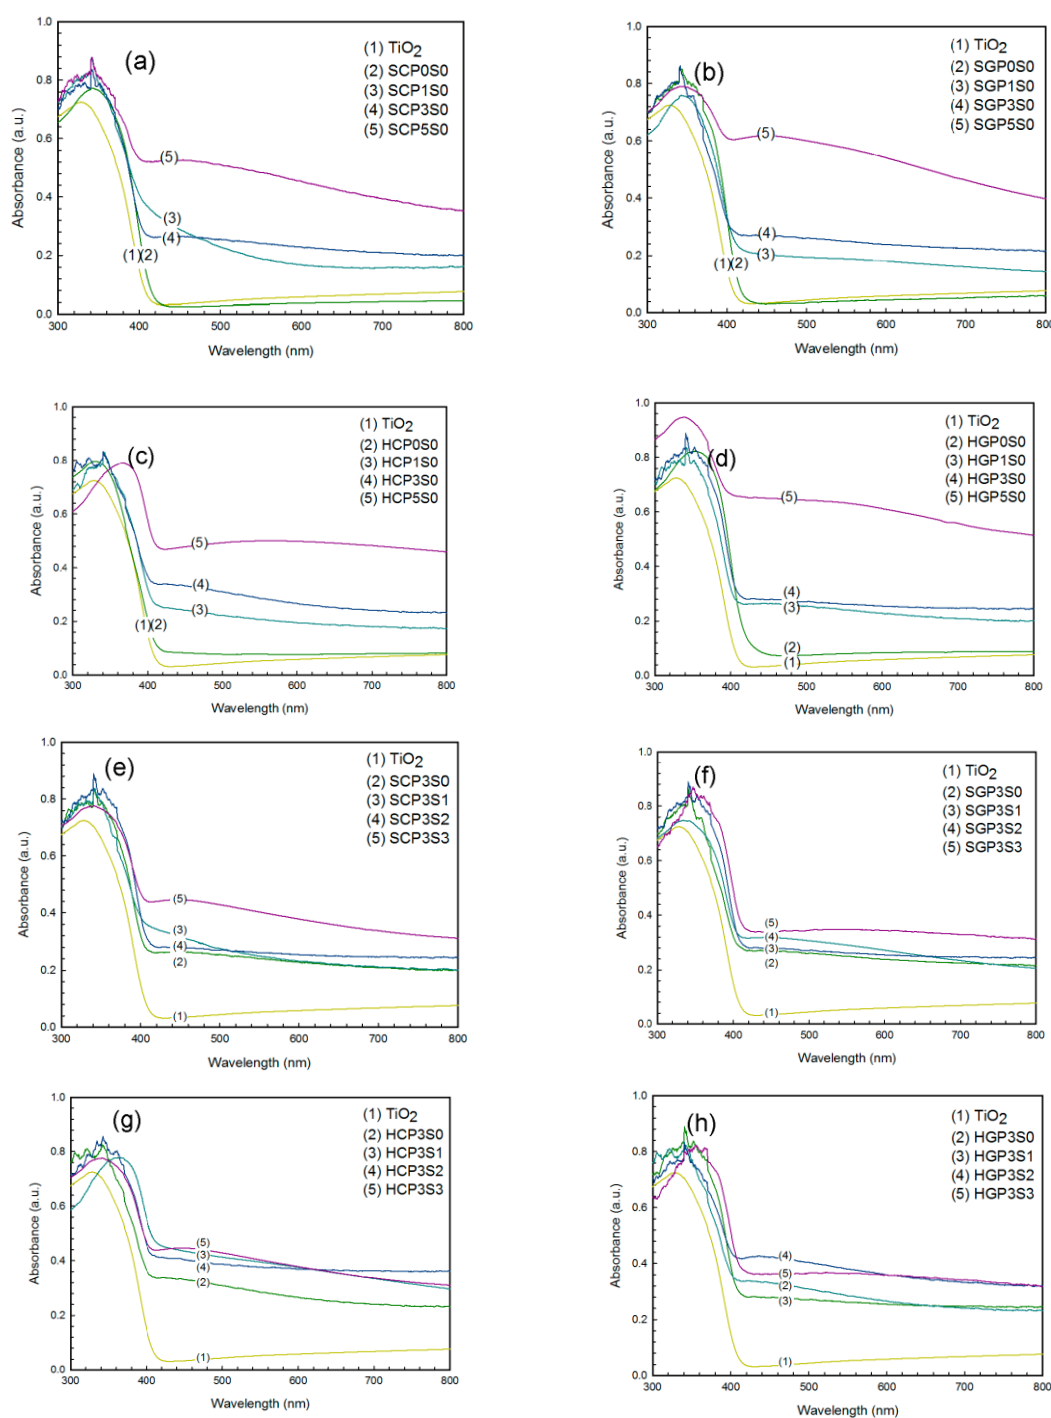 (a)
(1) TiO2
(2) SCP0S0
(3) SCP1S0
(4) SCP3S0
(5) SCP5S0
1.0
0.8
0.6
0.4
0.2
0.0
Absorbance (a.u.)
(5)
(3)
(4)
(1)(2)
300 400 500 600 700 800
Wavelength (nm)
(b)
(1) TiO2
(2) SGP0S0
(3) SGP1S0
(4) SGP3S0
(5) SGP5S0
1.0
0.8
0.6
0.4
0.2
0.0
Absorbance (a.u.)
(5)
(4)
(3)
(1)(2)
300 400 500 600 700 800
Wavelength (nm)
(c)
(1) TiO2
(2) HCP0S0
(3) HCP1S0
(4) HCP3S0
(5) HCP5S0
1.0
0.8
0.6
0.4
0.2
0.0
Absorbance (a.u.)
(5)
(4)
(3)
(1)(2)
300 400 500 600 700 800
Wavelength (nm)
(d)
(1) TiO2
(2) HGP0S0
(3) HGP1S0
(4) HGP3S0
(5) HGP5S0
1.0
0.8
0.6
0.4
0.2
0.0
Absorbance (a.u.)
(5)
(4)
(3)
(2)
(1)
300 400 500 600 700 800
Wavelength (nm)
(e)
(1) TiO2
(2) SCP3S0
(3) SCP3S1
(4) SCP3S2
(5) SCP3S3
1.0
0.8
0.6
0.4
0.2
0.0
Absorbance (a.u.)
(5)
(3)
(4)
(2)
(1)
300 400 500 600 700 800
Wavelength (nm)
(f)
(1) TiO2
(2) SGP3S0
(3) SGP3S1
(4) SGP3S2
(5) SGP3S3
1.0
0.8
0.6
0.4
0.2
0.0
Absorbance (a.u.)
(5)
(4)
(3)
(2)
(1)
300 400 500 600 700 800
Wavelength (nm)
(g)
(1) TiO2
(2) HCP3S0
(3) HCP3S1
(4) HCP3S2
(5) HCP3S3
1.0
0.8
0.6
0.4
0.2
0.0
Absorbance (a.u.)
(5)
(3)
(4)
(2)
(1)
300 400 500 600 700 800
Wavelength (nm)
(h)
(1) TiO2
(2) HGP3S0
(3) HGP3S1
(4) HGP3S2
(5) HGP3S3
1.0
0.8
0.6
0.4
0.2
0.0
Absorbance (a.u.)
(4)
(5)
(2)
(3)
(1)
300 400 500 600 700 800
Wavelength (nm)